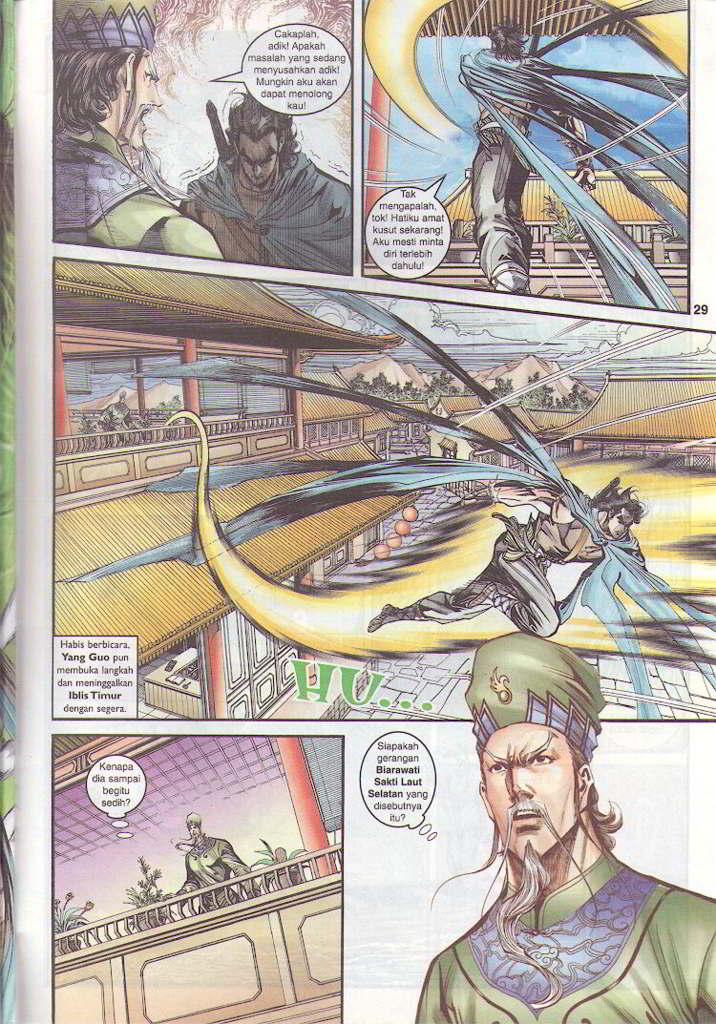 Cakaplah,
adik! Apakah
masalah yang sedang
menyusahkan adik!
Mungkin aku akan
dapat menolong
kau!
Tak
mengapalah,
tok! Hatiku amat
kusut sekarang!
Aku mesti minta
diri terlebih
dahulu!
29
Habis berbicara,
Yang Guo pun
membuka langkah
dan meninggalkan
Iblis Timur
dengan segera.
HU...
Kenapa
dia sampai
begitu
sedih?
Siapakah
gerangan
Biarawati
Sakti Laut
Selatan yang
disebutnya
itu?